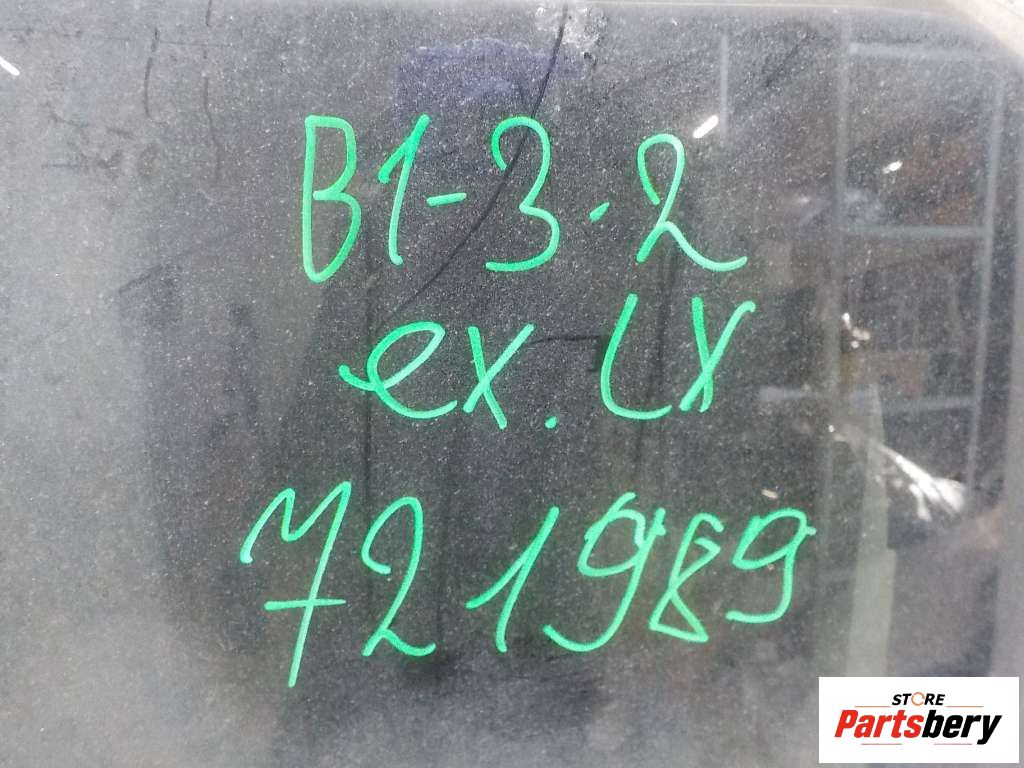 B1-3.2
ex. LX
721989
STORE
Partsbery